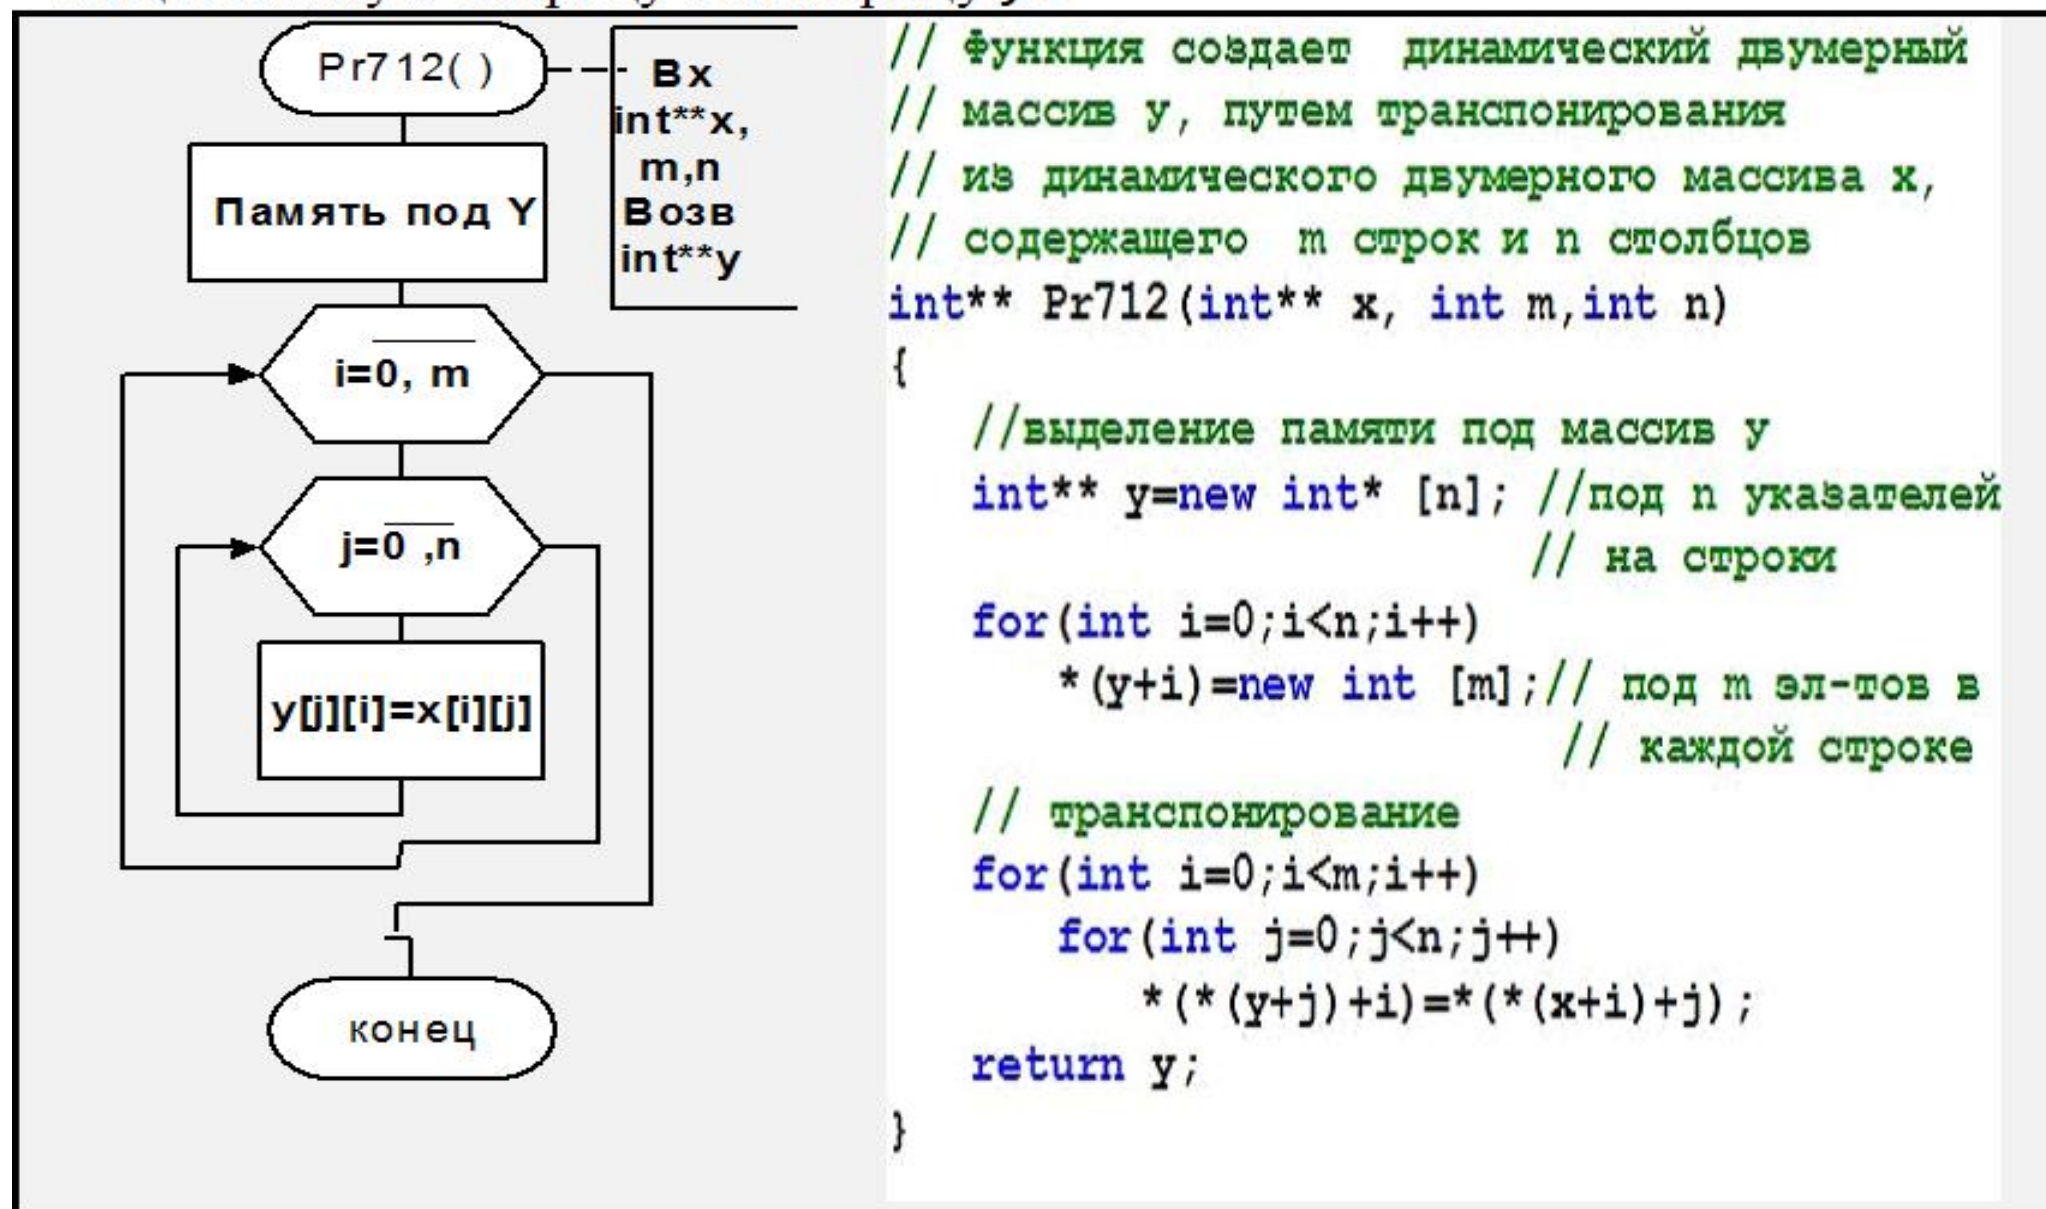 Pr712( )
Вх
int**x,
m,n
Возв
int**y
Память под Y
i=0, m
j=0 ,n
y[j][i]=x[i][j]
конец
// Функция создает динамический двумерный
// массив y, путем транспонирования
// из динамического двумерного массива x,
// содержащего m строк и n столбцов
int** Pr712(int** x, int m,int n)
{
//выделение памяти под массив y
int** y=new int* [n]; //под n указателей
// на строки
for(int i=0;i<n;i++)
*(y+i)=new int [m];// под m эл-тов в
// каждой строке
// транспонирование
for(int i=0;i<m;i++)
for(int j=0;j<n;j++)
*(*(y+j)+i)=*(*(x+i)+j);
return y;
}